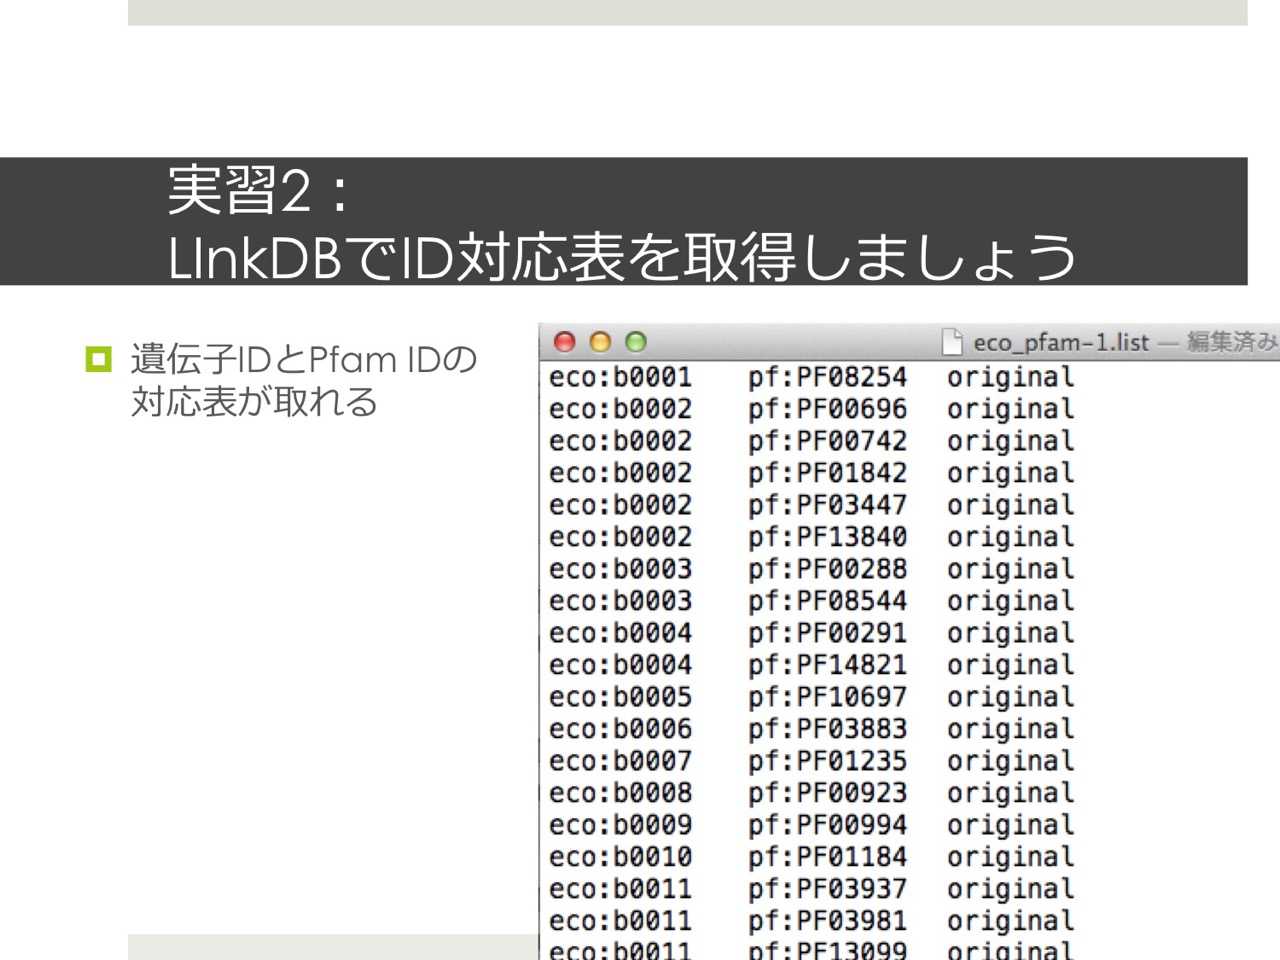 実習2：
LInkDBでID対応表を取得しましょう
遺伝子IDとPfam IDの
対応表が取れる
eco_pfam-1.list — 編集済み
eco:b0001 pf:PF08254 original
eco:b0002 pf:PF00696 original
eco:b0002 pf:PF00742 original
eco:b0002 pf:PF01842 original
eco:b0002 pf:PF03447 original
eco:b0002 pf:PF13840 original
eco:b0003 pf:PF00288 original
eco:b0003 pf:PF08544 original
eco:b0004 pf:PF00291 original
eco:b0004 pf:PF14821 original
eco:b0005 pf:PF10697 original
eco:b0006 pf:PF03883 original
eco:b0007 pf:PF01235 original
eco:b0008 pf:PF00923 original
eco:b0009 pf:PF00994 original
eco:b0010 pf:PF01184 original
eco:b0011 pf:PF03937 original
eco:b0011 pf:PF03981 original
eco:b0011 pf:PF13099 original